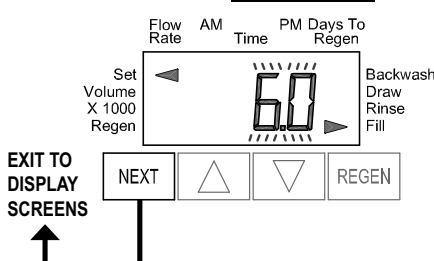 Flow AM PM Days To
Rate Time Regen
Set Backwash
Volume Draw
X 1000 Rinse
Regen Fill
6.0
EXIT TO
DISPLAY
SCREENS
NEXT REGEN